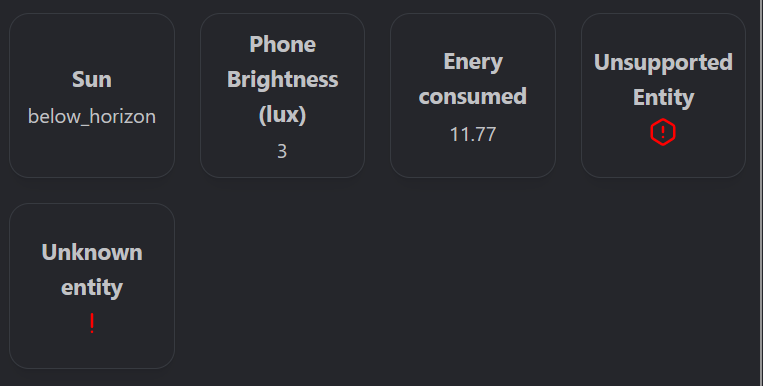 Sun
below_horizon
Phone
Brightness
(lux)
3
Enery
consumed
11.77
Unsupported
Entity
Unknown
entity